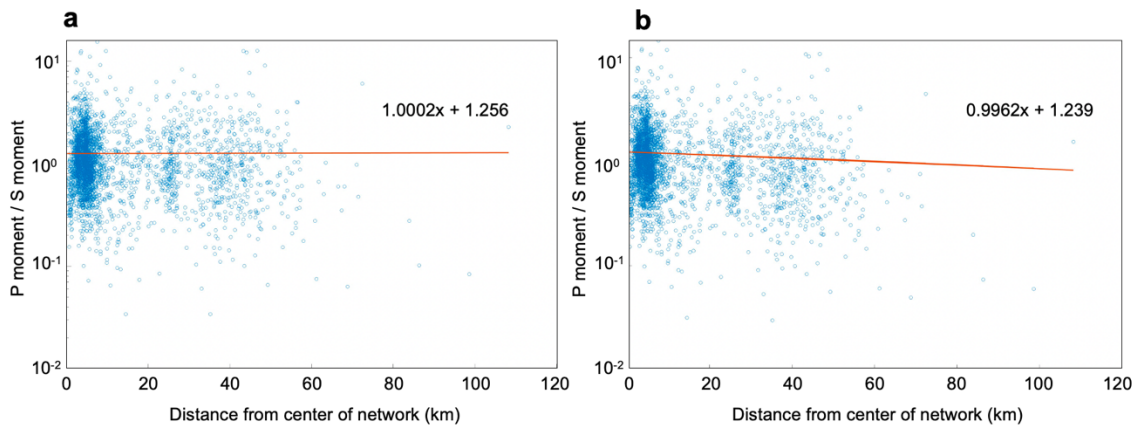 a
10¹
10⁰
10⁻¹
10⁻²
P moment / S moment
1.0002x + 1.256
0 20 40 60 80 100 120
Distance from center of network (km)
b
10¹
10⁰
10⁻¹
10⁻²
P moment / S moment
0.9962x + 1.239
0 20 40 60 80 100 120
Distance from center of network (km)